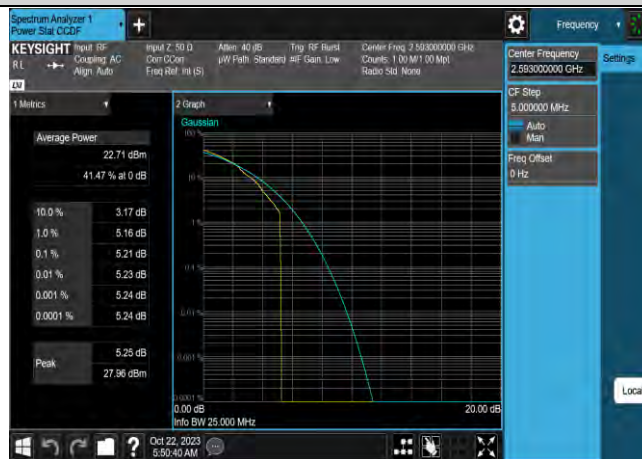 Spectrum Analyzer 1
Power Stat CCDF
Frequency
KEYSIGHT
Input: RF
Input Z: 50 Ω
Atten: 40 dB
Trig: RF Burst
Center Freq: 2.593000000 GHz
RL
Coupling: AC
Corr CCorr
µW Path: Standard
#IF Gain: Low
Counts: 1.00 M/1.00 Mpt
Align: Auto
Freq Ref: Int (S)
Radio Std: None
LXI
Center Frequency
2.593000000 GHz
Settings
CF Step
5.000000 MHz
Auto
Man
Freq Offset
0 Hz
1 Metrics
2 Graph
Gaussian
Average Power
22.71 dBm
41.47 % at 0 dB
10.0 % 3.17 dB
1.0 % 5.16 dB
0.1 % 5.21 dB
0.01 % 5.23 dB
0.001 % 5.24 dB
0.0001 % 5.24 dB
Peak
5.25 dB
27.96 dBm
100 %
10 %
1 %
0.1 %
0.01 %
0.001 %
0.0001 %
0.00 dB
20.00 dB
Info BW 25.000 MHz
Local
Oct 22, 2023
5:50:40 AM